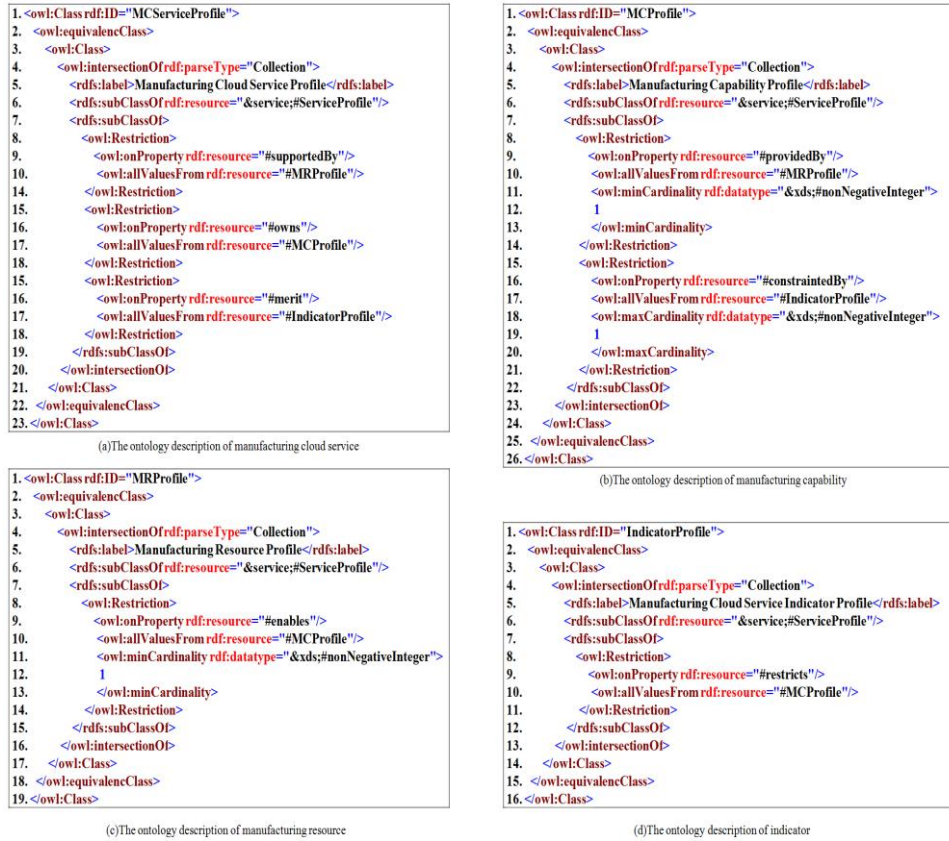 1. <owl:Class rdf:ID="MCServiceProfile">
2. <owl:equivalencClass>
3. <owl:Class>
4. <owl:intersectionOf rdf:parseType="Collection">
5. <rdfs:label>Manufacturing Cloud Service Profile</rdfs:label>
6. <rdfs:subClassOf rdf:resource="&service;#ServiceProfile"/>
7. <rdfs:subClassOf>
8. <owl:Restriction>
9. <owl:onProperty rdf:resource="#supportedBy"/>
10. <owl:allValuesFrom rdf:resource="#MRProfile"/>
14. </owl:Restriction>
15. <owl:Restriction>
16. <owl:onProperty rdf:resource="#owns"/>
17. <owl:allValuesFrom rdf:resource="#MCProfile"/>
18. </owl:Restriction>
15. <owl:Restriction>
16. <owl:onProperty rdf:resource="#merit"/>
17. <owl:allValuesFrom rdf:resource="#IndicatorProfile"/>
18. </owl:Restriction>
19. </rdfs:subClassOf>
20. </owl:intersectionOf>
21. </owl:Class>
22. </owl:equivalencClass>
23. </owl:Class>
(a)The ontology description of manufacturing cloud service
1. <owl:Class rdf:ID="MCProfile">
2. <owl:equivalencClass>
3. <owl:Class>
4. <owl:intersectionOf rdf:parseType="Collection">
5. <rdfs:label>Manufacturing Capability Profile</rdfs:label>
6. <rdfs:subClassOf rdf:resource="&service;#ServiceProfile"/>
7. <rdfs:subClassOf>
8. <owl:Restriction>
9. <owl:onProperty rdf:resource="#providedBy"/>
10. <owl:allValuesFrom rdf:resource="#MRProfile"/>
11. <owl:minCardinality rdf:datatype="&xds;#nonNegativeInteger">
12. 1
13. </owl:minCardinality>
14. </owl:Restriction>
15. <owl:Restriction>
16. <owl:onProperty rdf:resource="#constraintedBy"/>
17. <owl:allValuesFrom rdf:resource="#IndicatorProfile"/>
18. <owl:maxCardinality rdf:datatype="&xds;#nonNegativeInteger">
19. 1
20. </owl:maxCardinality>
21. </owl:Restriction>
22. </rdfs:subClassOf>
23. </owl:intersectionOf>
24. </owl:Class>
25. </owl:equivalencClass>
26. </owl:Class>
(b)The ontology description of manufacturing capability
1. <owl:Class rdf:ID="MRProfile">
2. <owl:equivalencClass>
3. <owl:Class>
4. <owl:intersectionOf rdf:parseType="Collection">
5. <rdfs:label>Manufacturing Resource Profile</rdfs:label>
6. <rdfs:subClassOf rdf:resource="&service;#ServiceProfile"/>
7. <rdfs:subClassOf>
8. <owl:Restriction>
9. <owl:onProperty rdf:resource="#enables"/>
10. <owl:allValuesFrom rdf:resource="#MCProfile"/>
11. <owl:minCardinality rdf:datatype="&xds;#nonNegativeInteger">
12. 1
13. </owl:minCardinality>
14. </owl:Restriction>
15. </rdfs:subClassOf>
16. </owl:intersectionOf>
17. </owl:Class>
18. </owl:equivalencClass>
19. </owl:Class>
(c)The ontology description of manufacturing resource
1. <owl:Class rdf:ID="IndicatorProfile">
2. <owl:equivalencClass>
3. <owl:Class>
4. <owl:intersectionOf rdf:parseType="Collection">
5. <rdfs:label>Manufacturing Cloud Service Indicator Profile</rdfs:label>
6. <rdfs:subClassOf rdf:resource="&service;#ServiceProfile"/>
7. <rdfs:subClassOf>
8. <owl:Restriction>
9. <owl:onProperty rdf:resource="#restricts"/>
10. <owl:allValuesFrom rdf:resource="#MCProfile"/>
11. </owl:Restriction>
12. </rdfs:subClassOf>
13. </owl:intersectionOf>
14. </owl:Class>
15. </owl:equivalencClass>
16. </owl:Class>
(d)The ontology description of indicator